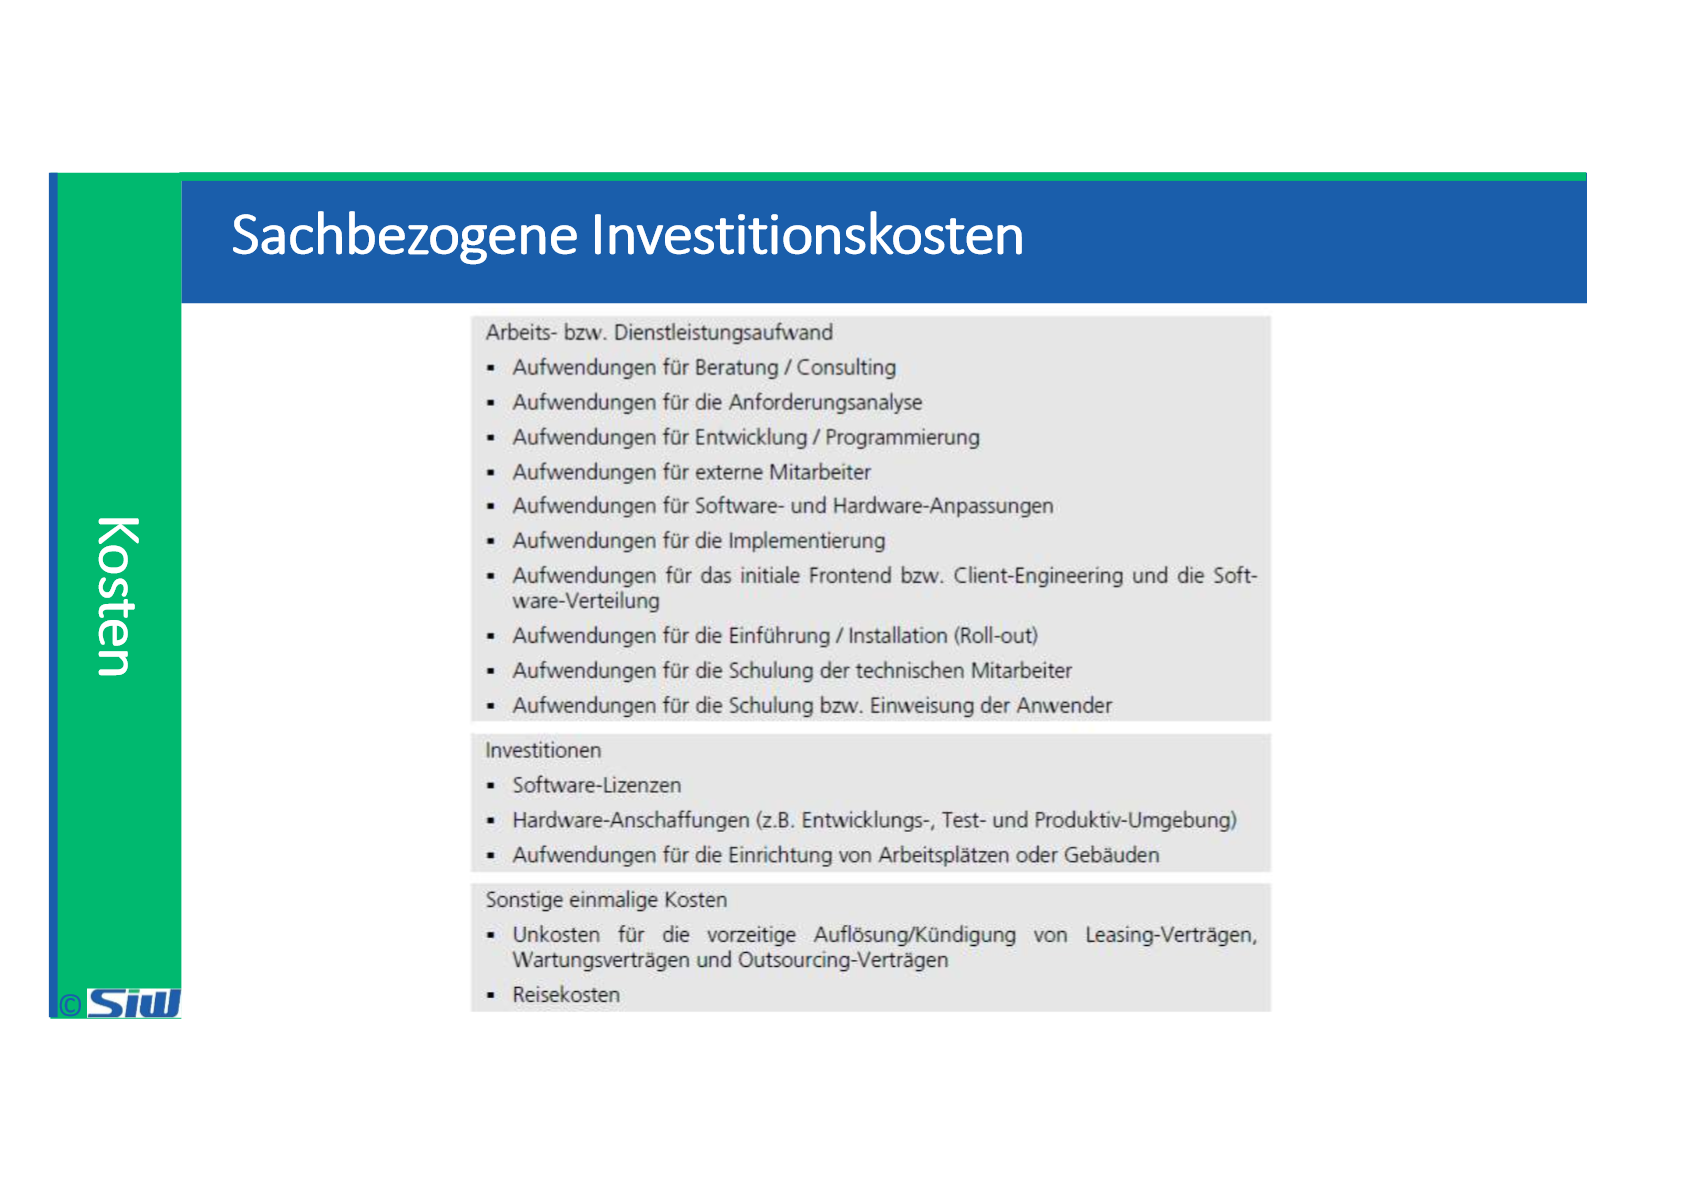 Sachbezogene Investitionskosten
Arbeits- bzw. Dienstleistungsaufwand
▪ Aufwendungen für Beratung / Consulting
▪ Aufwendungen für die Anforderungsanalyse
▪ Aufwendungen für Entwicklung / Programmierung
▪ Aufwendungen für externe Mitarbeiter
▪ Aufwendungen für Software- und Hardware-Anpassungen
▪ Aufwendungen für die Implementierung
▪ Aufwendungen für das initiale Frontend bzw. Client-Engineering und die Soft-
ware-Verteilung
▪ Aufwendungen für die Einführung / Installation (Roll-out)
▪ Aufwendungen für die Schulung der technischen Mitarbeiter
▪ Aufwendungen für die Schulung bzw. Einweisung der Anwender
Investitionen
▪ Software-Lizenzen
▪ Hardware-Anschaffungen (z.B. Entwicklungs-, Test- und Produktiv-Umgebung)
▪ Aufwendungen für die Einrichtung von Arbeitsplätzen oder Gebäuden
Sonstige einmalige Kosten
▪ Unkosten für die vorzeitige Auflösung/Kündigung von Leasing-Verträgen,
Wartungsverträgen und Outsourcing-Verträgen
▪ Reisekosten
Kosten
© SIW